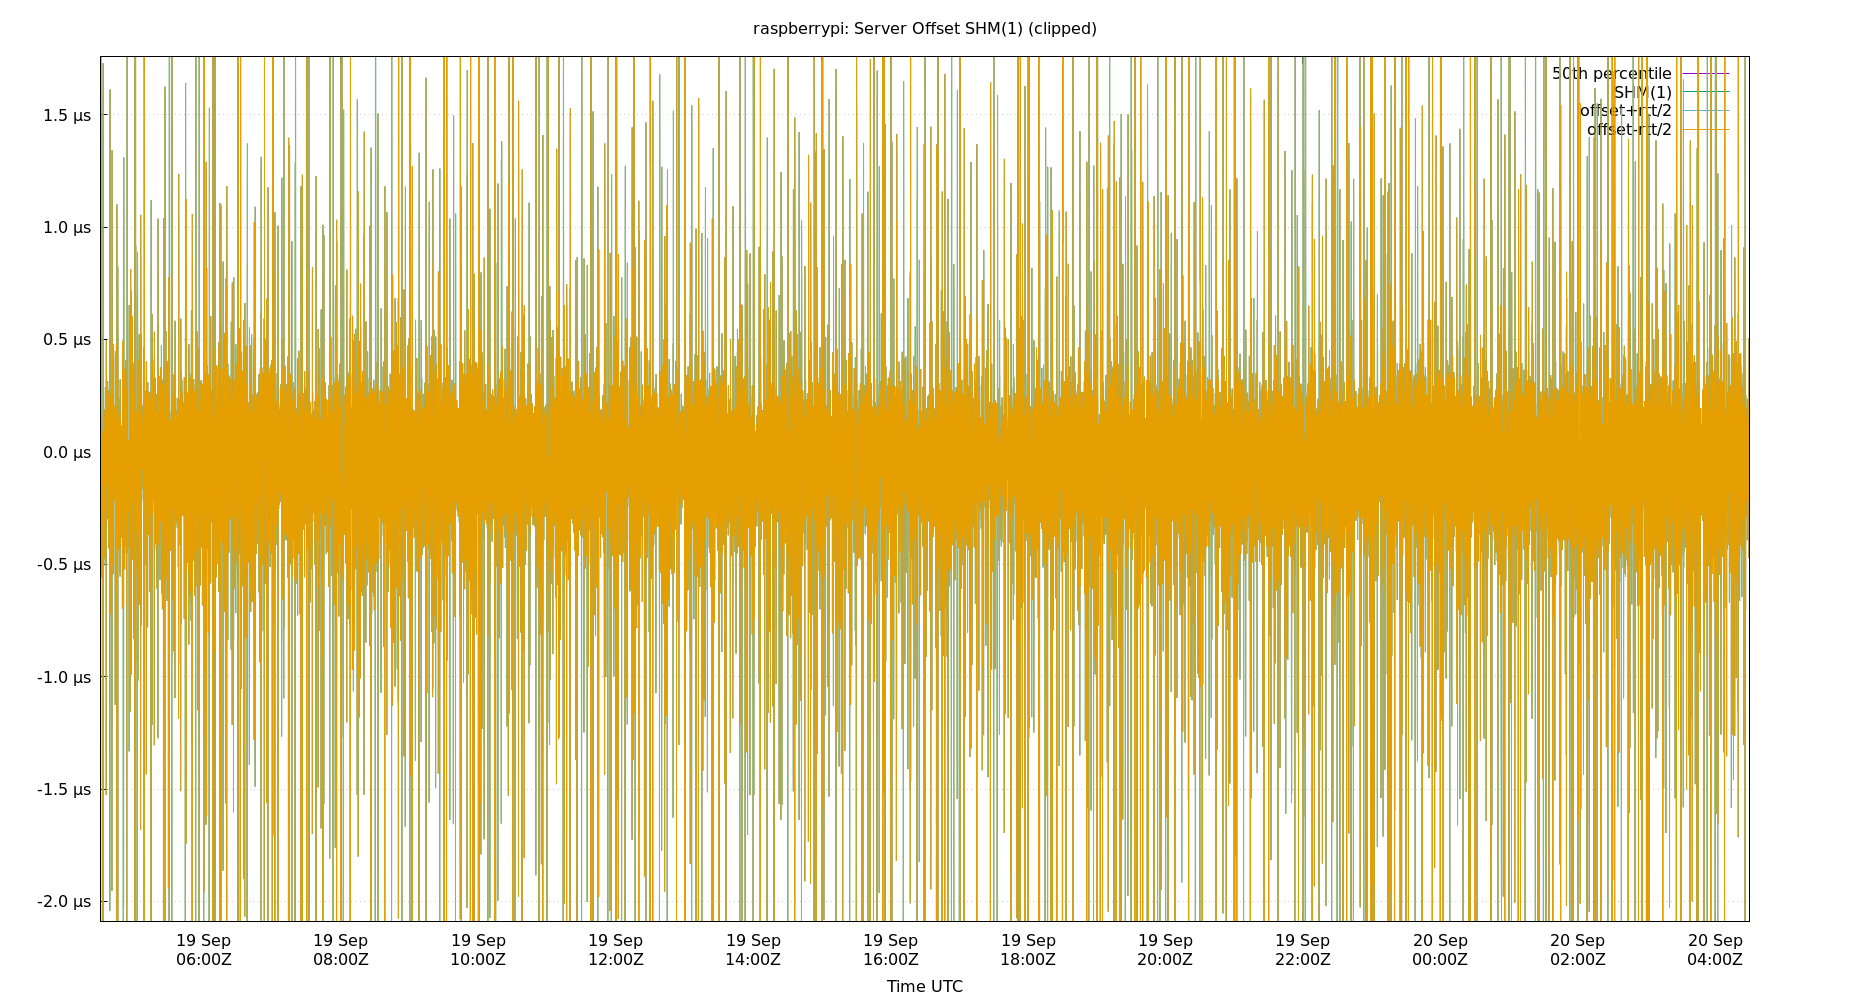 raspberrypi: Server Offset SHM(1) (clipped)
50th percentile
SHM(1)
offset+rtt/2
offset-rtt/2
1.5 µs
1.0 µs
0.5 µs
0.0 µs
-0.5 µs
-1.0 µs
-1.5 µs
-2.0 µs
19 Sep 19 Sep 19 Sep 19 Sep 19 Sep 19 Sep 19 Sep 19 Sep 19 Sep 20 Sep 20 Sep 20 Sep
06:00Z 08:00Z 10:00Z 12:00Z 14:00Z 16:00Z 18:00Z 20:00Z 22:00Z 00:00Z 02:00Z 04:00Z
Time UTC